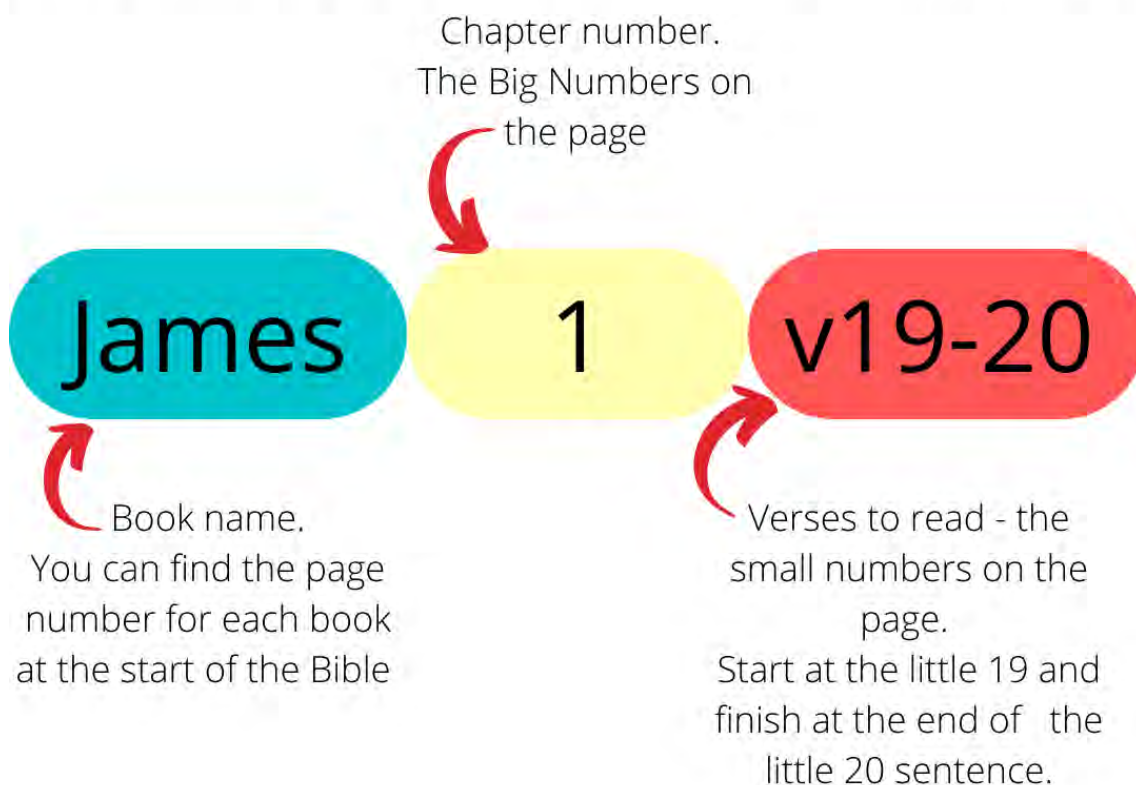 Chapter number.
The Big Numbers on
the page
James
1
v19-20
Book name.
You can find the page
number for each book
at the start of the Bible
Verses to read - the
small numbers on the
page.
Start at the little 19 and
finish at the end of the
little 20 sentence.